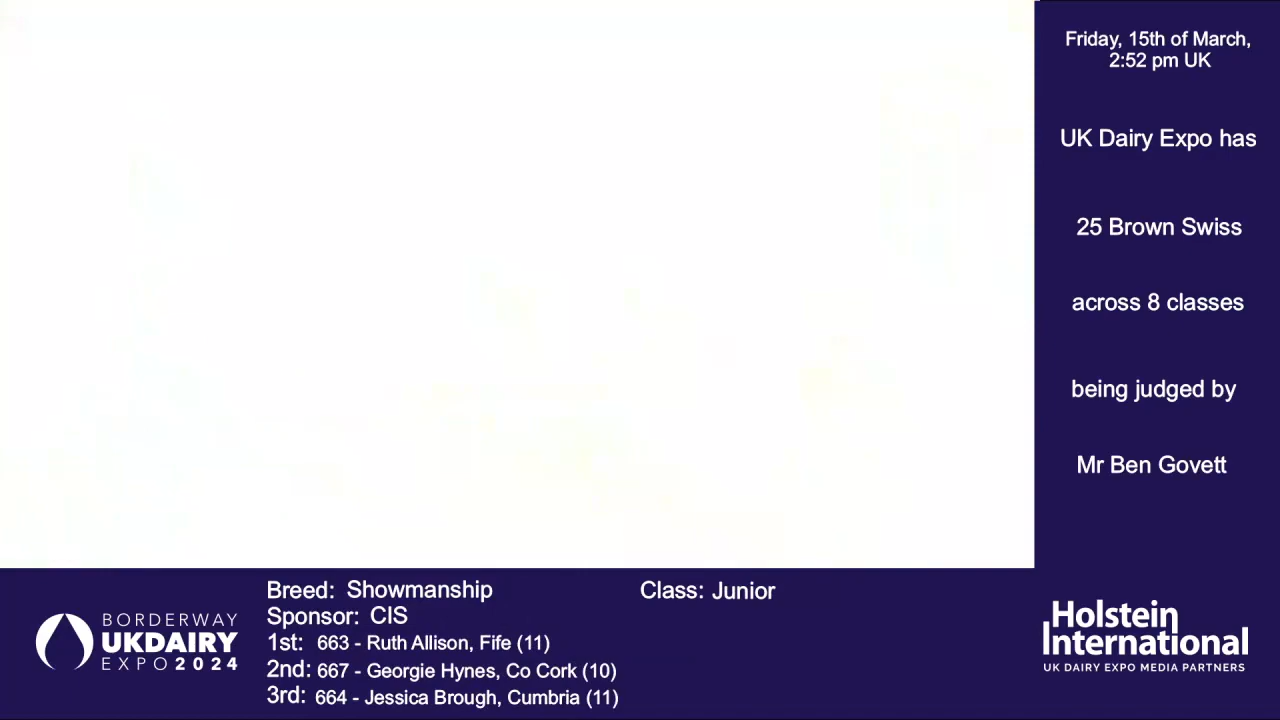 Friday, 15th of March,
2:52 pm UK
UK Dairy Expo has
25 Brown Swiss
across 8 classes
being judged by
Mr Ben Govett
Breed: Showmanship Class: Junior
Sponsor: CIS
1st: 663 - Ruth Allison, Fife (11)
2nd: 667 - Georgie Hynes, Co Cork (10)
3rd: 664 - Jessica Brough, Cumbria (11)
BORDERWAY
UKDAIRY
EXPO2024
Holstein
International
UK DAIRY EXPO MEDIA PARTNERS